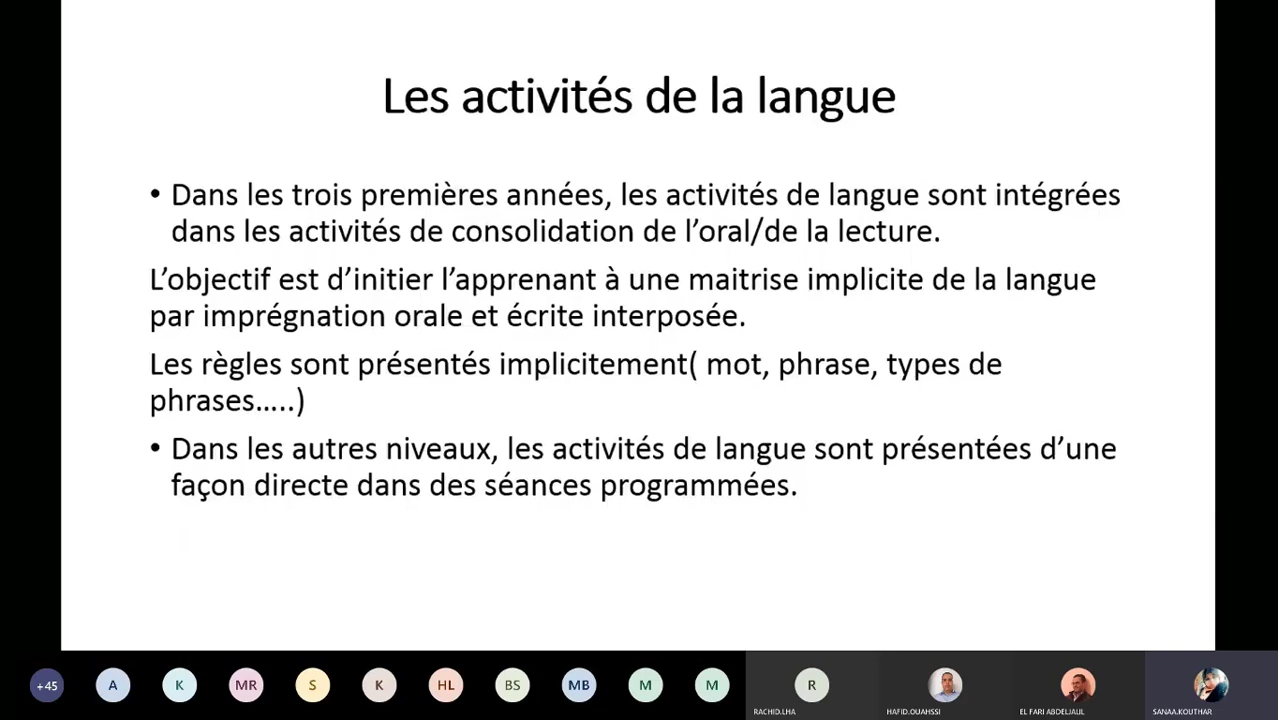 Les activités de la langue
• Dans les trois premières années, les activités de langue sont intégrées
dans les activités de consolidation de l’oral/de la lecture.
L’objectif est d’initier l’apprenant à une maitrise implicite de la langue
par imprégnation orale et écrite interposée.
Les règles sont présentés implicitement( mot, phrase, types de
phrases…..)
• Dans les autres niveaux, les activités de langue sont présentées d’une
façon directe dans des séances programmées.
+45 A K MR S K HL BS MB M M R
RACHID.LHA HAFID.OUAHSSI EL FARI ABDELJALIL SANAA.KOUTHAR